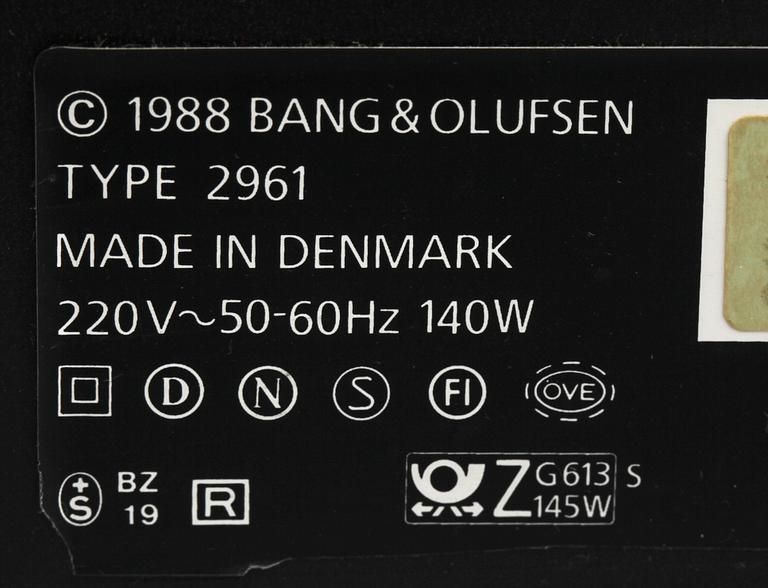 © 1988 BANG & OLUFSEN
TYPE 2961
MADE IN DENMARK
220V~50-60Hz 140W
D N S FI ÖVE
+S BZ 19 R
Z G613 S
145W